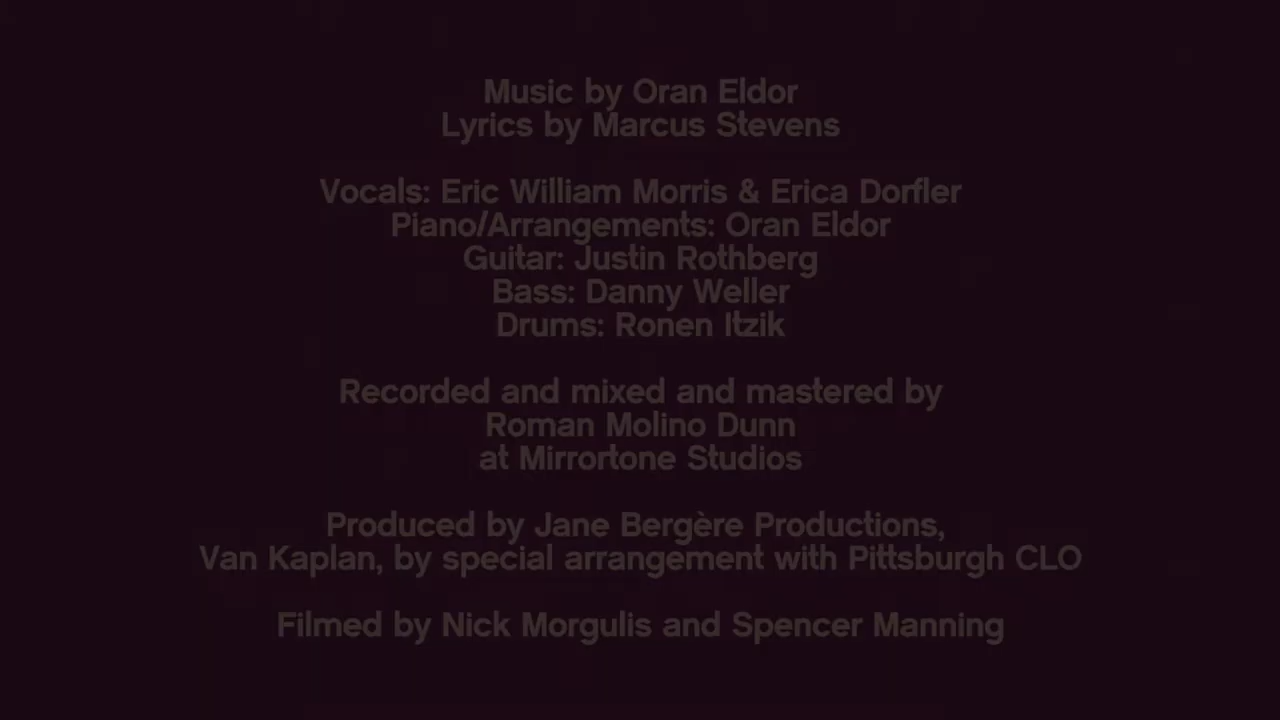 Music by Oran Eldor
Lyrics by Marcus Stevens
Vocals: Eric William Morris & Erica Dorfler
Piano/Arrangements: Oran Eldor
Guitar: Justin Rothberg
Bass: Danny Weller
Drums: Ronen Itzik
Recorded and mixed and mastered by
Roman Molino Dunn
at Mirrortone Studios
Produced by Jane Bergère Productions,
Van Kaplan, by special arrangement with Pittsburgh CLO
Filmed by Nick Morgulis and Spencer Manning